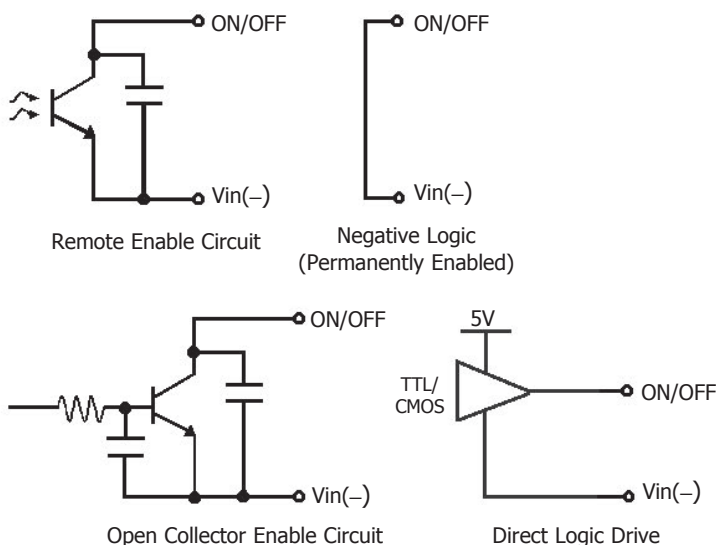 ON/OFF
Vin(–)
Remote Enable Circuit
ON/OFF
Vin(–)
Negative Logic
(Permanently Enabled)
ON/OFF
Vin(–)
Open Collector Enable Circuit
5V
TTL/
CMOS
ON/OFF
Vin(–)
Direct Logic Drive